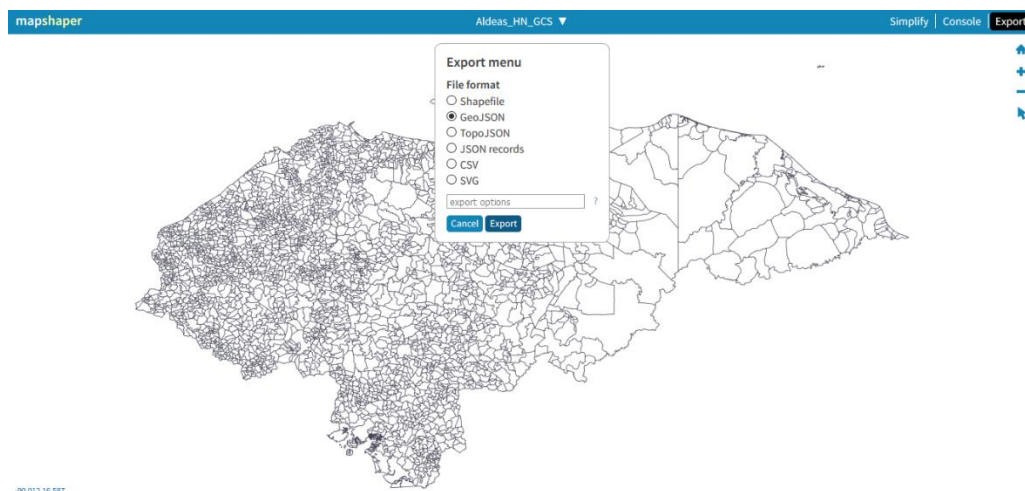 mapshaper Aldeas_HN_GCS ▼ Simplify Console Export
Export menu
File format
Shapefile
GeoJSON
TopoJSON
JSON records
CSV
SVG
export options ?
Cancel Export